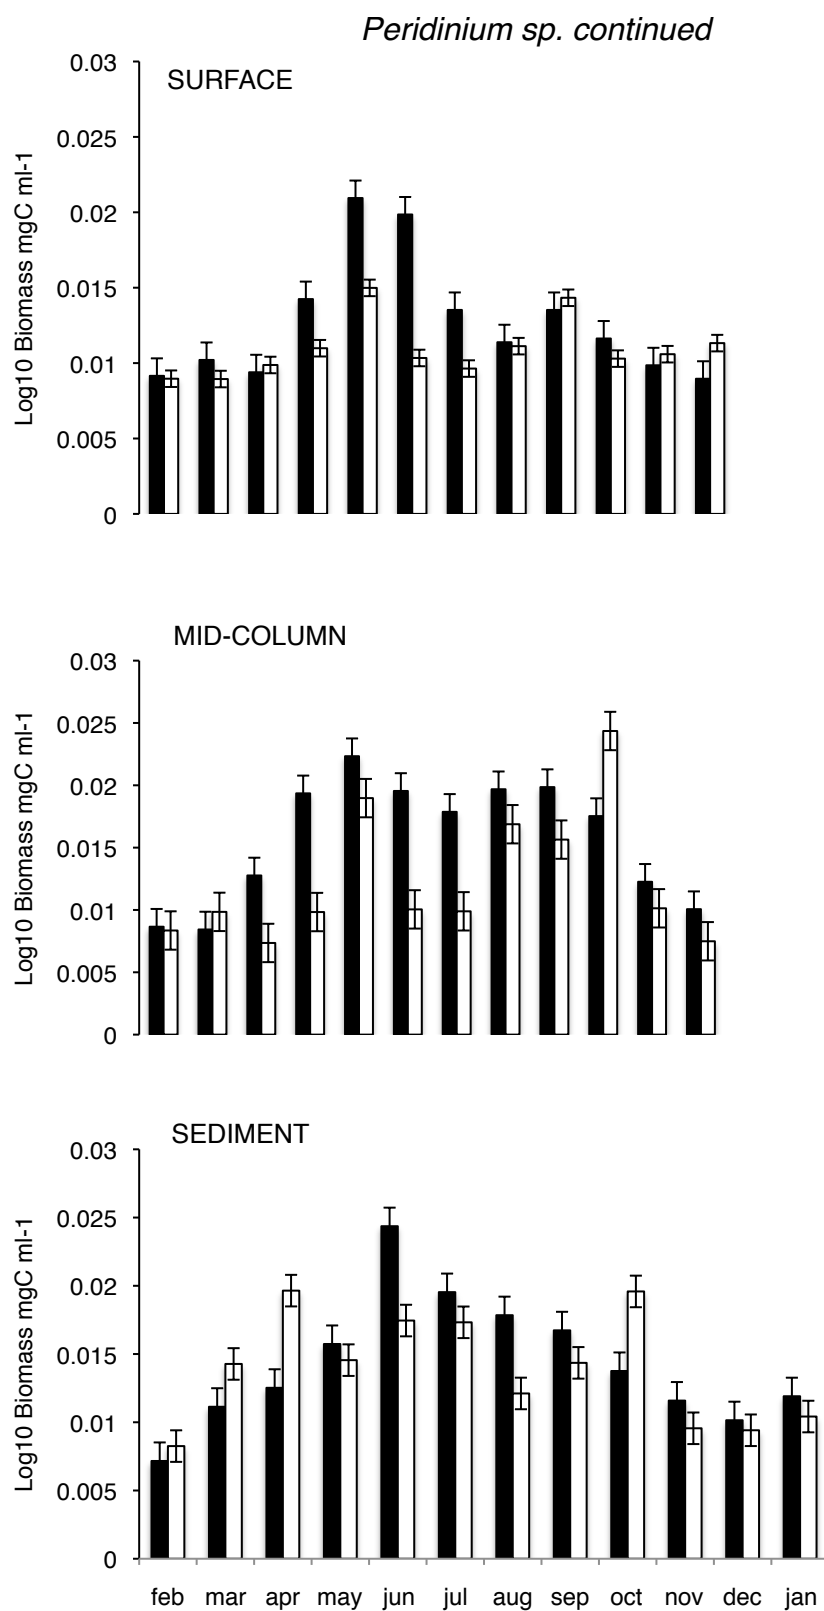 Peridinium sp. continued
SURFACE
Log10 Biomass mgC ml-1
0.03
0.025
0.02
0.015
0.01
0.005
0
MID-COLUMN
Log10 Biomass mgC ml-1
0.03
0.025
0.02
0.015
0.01
0.005
0
SEDIMENT
Log10 Biomass mgC ml-1
0.03
0.025
0.02
0.015
0.01
0.005
0
feb mar apr may jun jul aug sep oct nov dec jan